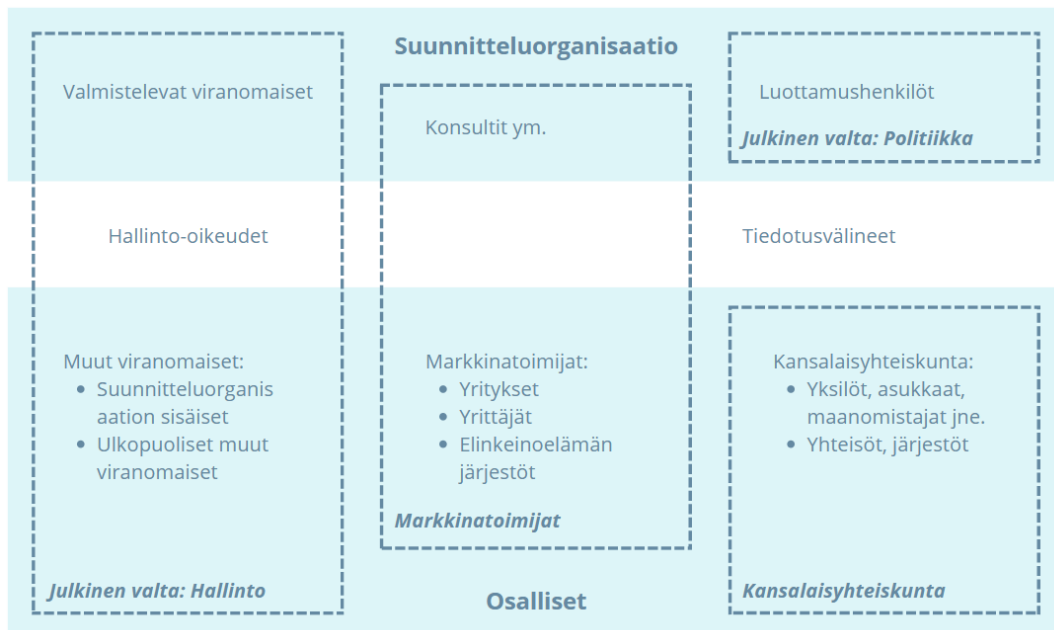 Suunnitteluorganisaatio
Valmistelevat viranomaiset
Konsultit ym.
Luottamushenkilöt
Julkinen valta: Politiikka
Hallinto-oikeudet
Tiedotusvälineet
Muut viranomaiset:
• Suunnitteluorganis
aation sisäiset
• Ulkopuoliset muut
viranomaiset
Julkinen valta: Hallinto
Markkinatoimijat:
• Yritykset
• Yrittäjät
• Elinkeinoelämän
järjestöt
Markkinatoimijat
Kansalaisyhteiskunta:
• Yksilöt, asukkaat,
maanomistajat jne.
• Yhteisöt, järjestöt
Kansalaisyhteiskunta
Osalliset